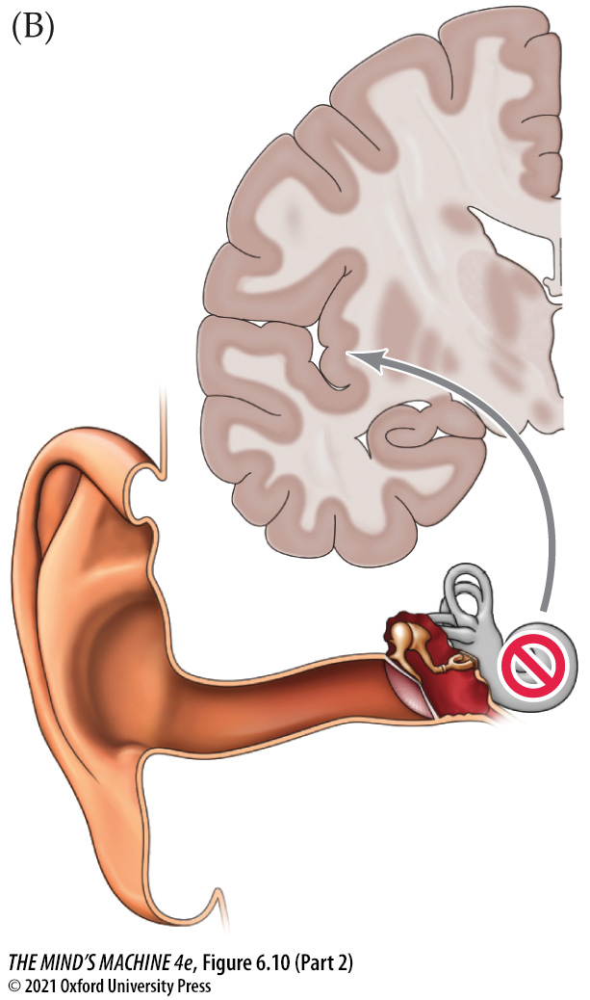 (B)
THE MIND'S MACHINE 4e, Figure 6.10 (Part 2)
© 2021 Oxford University Press